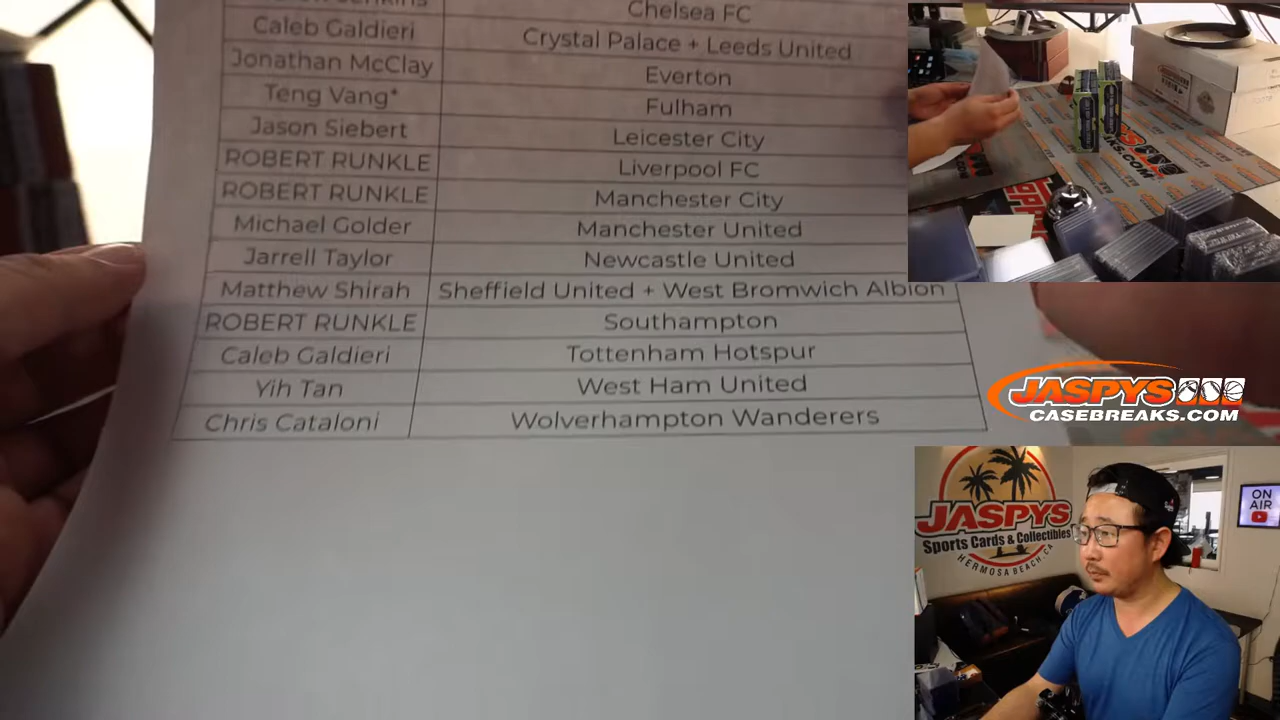 Chelsea FC
Caleb Galdieri Crystal Palace + Leeds United
Jonathan McClay Everton
Teng Vang* Fulham
Jason Siebert Leicester City
ROBERT RUNKLE Liverpool FC
ROBERT RUNKLE Manchester City
Michael Golder Manchester United
Jarrell Taylor Newcastle United
Matthew Shirah Sheffield United + West Bromwich Albion
ROBERT RUNKLE Southampton
Caleb Galdieri Tottenham Hotspur
Yih Tan West Ham United
Chris Cataloni Wolverhampton Wanderers
JASPYS
CASEBREAKS.COM
JASPYS
Sports Cards & Collectibles
HERMOSA BEACH, CA
ON
AIR